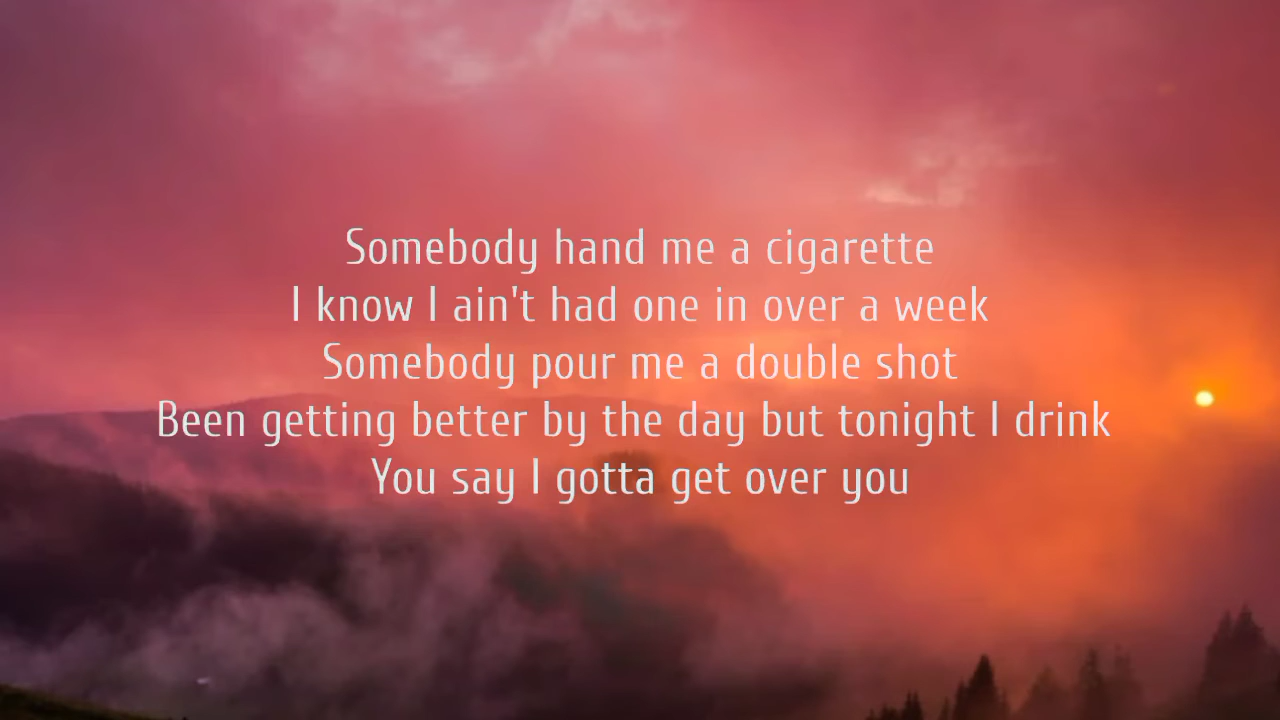 Somebody hand me a cigarette
I know I ain't had one in over a week
Somebody pour me a double shot
Been getting better by the day but tonight I drink
You say I gotta get over you